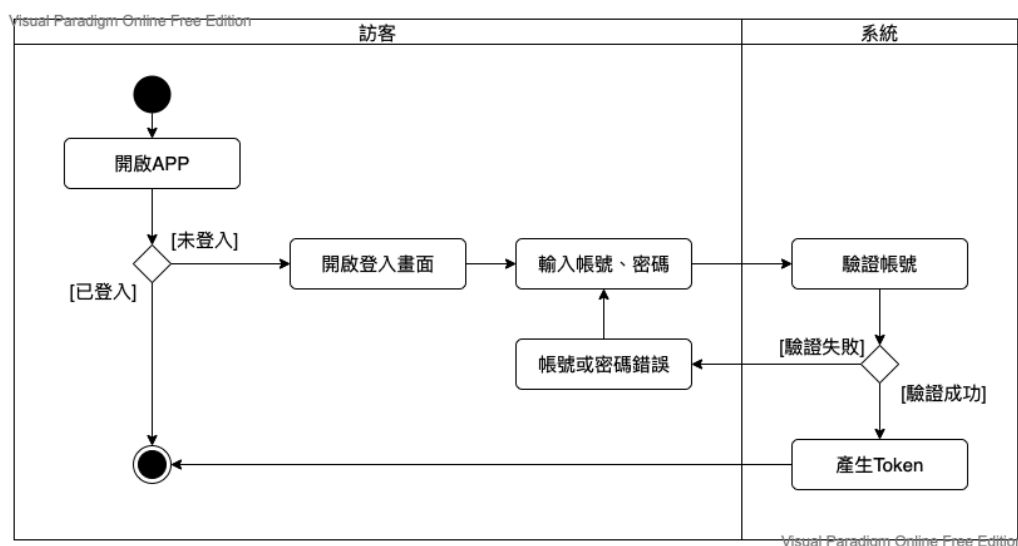 Visual Paradigm Online Free Edition
訪客
系統
開啟APP
[未登入]
[已登入]
開啟登入畫面
輸入帳號、密碼
驗證帳號
帳號或密碼錯誤
[驗證失敗]
[驗證成功]
產生Token
Visual Paradigm Online Free Edition